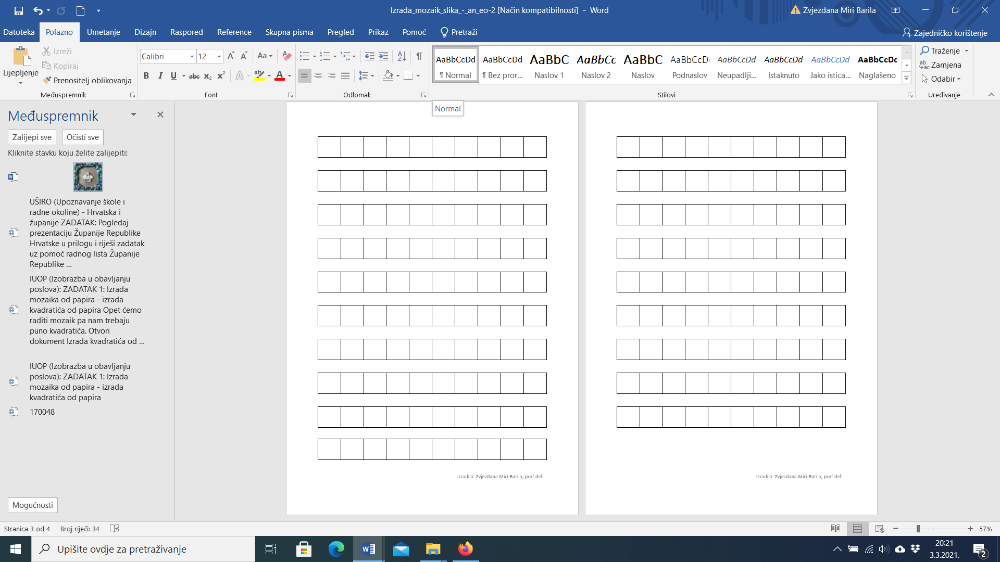 Izrada_mozaik_slika_-_an_eo-2 [Način kompatibilnosti] - Word
Zvjezdana Miri Barila
Datoteka Polazno Umetanje Dizajn Raspored Reference Skupna pisma Pregled Prikaz Pomoć Pretraži
Zajedničko korištenje
Lijepljenje
Izreži
Kopiraj
Prenositelj oblikovanja
Međuspremnik
Calibri 12
Font
Odlomak
AaBbCcDd AaBbCcDd AaBbC AaBbCc AaBbC AaBbCcD AaBbCcDd AaBbCcDd AaBbCcDd AaBbCcDc
¶ Normal ¶ Bez pror... Naslov 1 Naslov 2 Naslov Podnaslov Neupadlji... Istaknuto Jako istica... Naglašeno
Stilovi
Traženje
Zamjena
Odabir
Uređivanje
Normal
Međuspremnik
Zalijepi sve Očisti sve
Kliknite stavku koju želite zalijepiti:
UŠIRO (Upoznavanje škole i
radne okoline) - Hrvatska i
županije ZADATAK: Pogledaj
prezentaciju Županije Republike
Hrvatske u prilogu i riješi zadatak
uz pomoć radnog lista Županije
Republike ...
IUOP (Izobrazba u obavljanju
poslova): ZADATAK 1: Izrada
mozaika od papira - izrada
kvadratića od papira Opet ćemo
raditi mozaik pa nam trebaju
puno kvadratića. Otvori
dokument Izrada kvadratića od ...
IUOP (Izobrazba u obavljanju
poslova): ZADATAK 1: Izrada
mozaika od papira - izrada
kvadratića od papira
170048
Mogućnosti
Izradila: Zvjezdana Miri-Barila, prof.def.
Izradila: Zvjezdana Miri-Barila, prof.def.
Stranica 3 od 4 Broj riječi: 34
57%
Upišite ovdje za pretraživanje
20:21
3.3.2021.
2